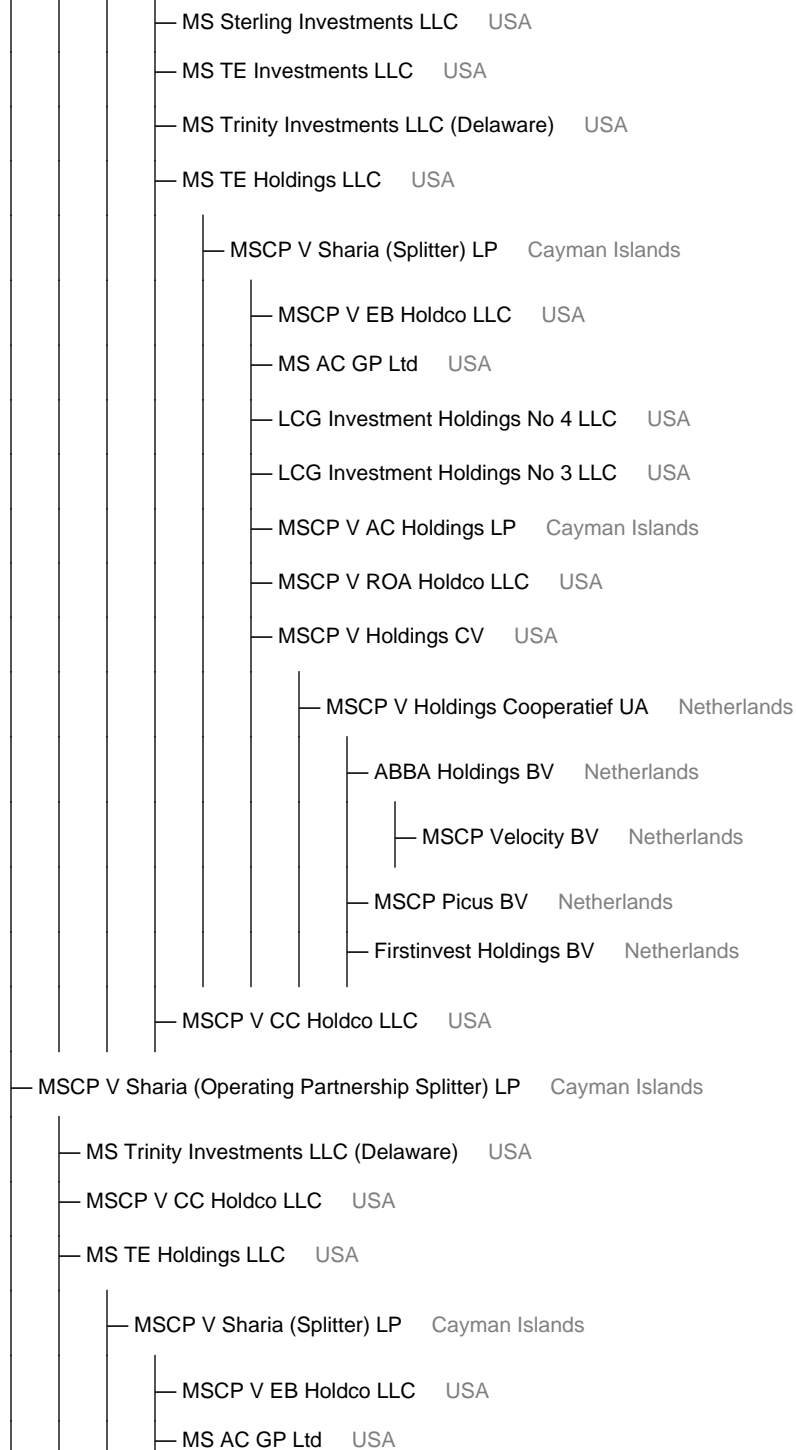 MS Sterling Investments LLC USA
MS TE Investments LLC USA
MS Trinity Investments LLC (Delaware) USA
MS TE Holdings LLC USA
MSCP V Sharia (Splitter) LP Cayman Islands
MSCP V EB Holdco LLC USA
MS AC GP Ltd USA
LCG Investment Holdings No 4 LLC USA
LCG Investment Holdings No 3 LLC USA
MSCP V AC Holdings LP Cayman Islands
MSCP V ROA Holdco LLC USA
MSCP V Holdings CV USA
MSCP V Holdings Cooperatief UA Netherlands
ABBA Holdings BV Netherlands
MSCP Velocity BV Netherlands
MSCP Picus BV Netherlands
Firstinvest Holdings BV Netherlands
MSCP V CC Holdco LLC USA
MSCP V Sharia (Operating Partnership Splitter) LP Cayman Islands
MS Trinity Investments LLC (Delaware) USA
MSCP V CC Holdco LLC USA
MS TE Holdings LLC USA
MSCP V Sharia (Splitter) LP Cayman Islands
MSCP V EB Holdco LLC USA
MS AC GP Ltd USA